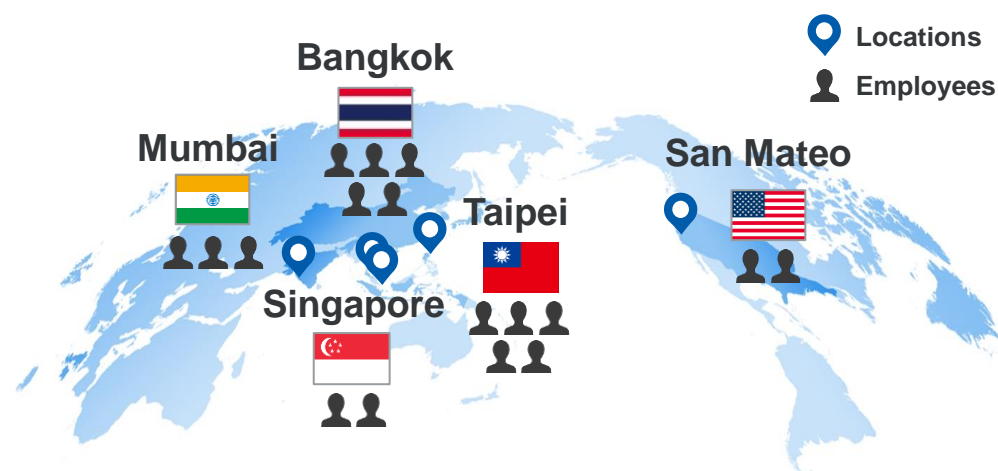 Locations
Employees
Bangkok
Mumbai
San Mateo
Taipei
Singapore